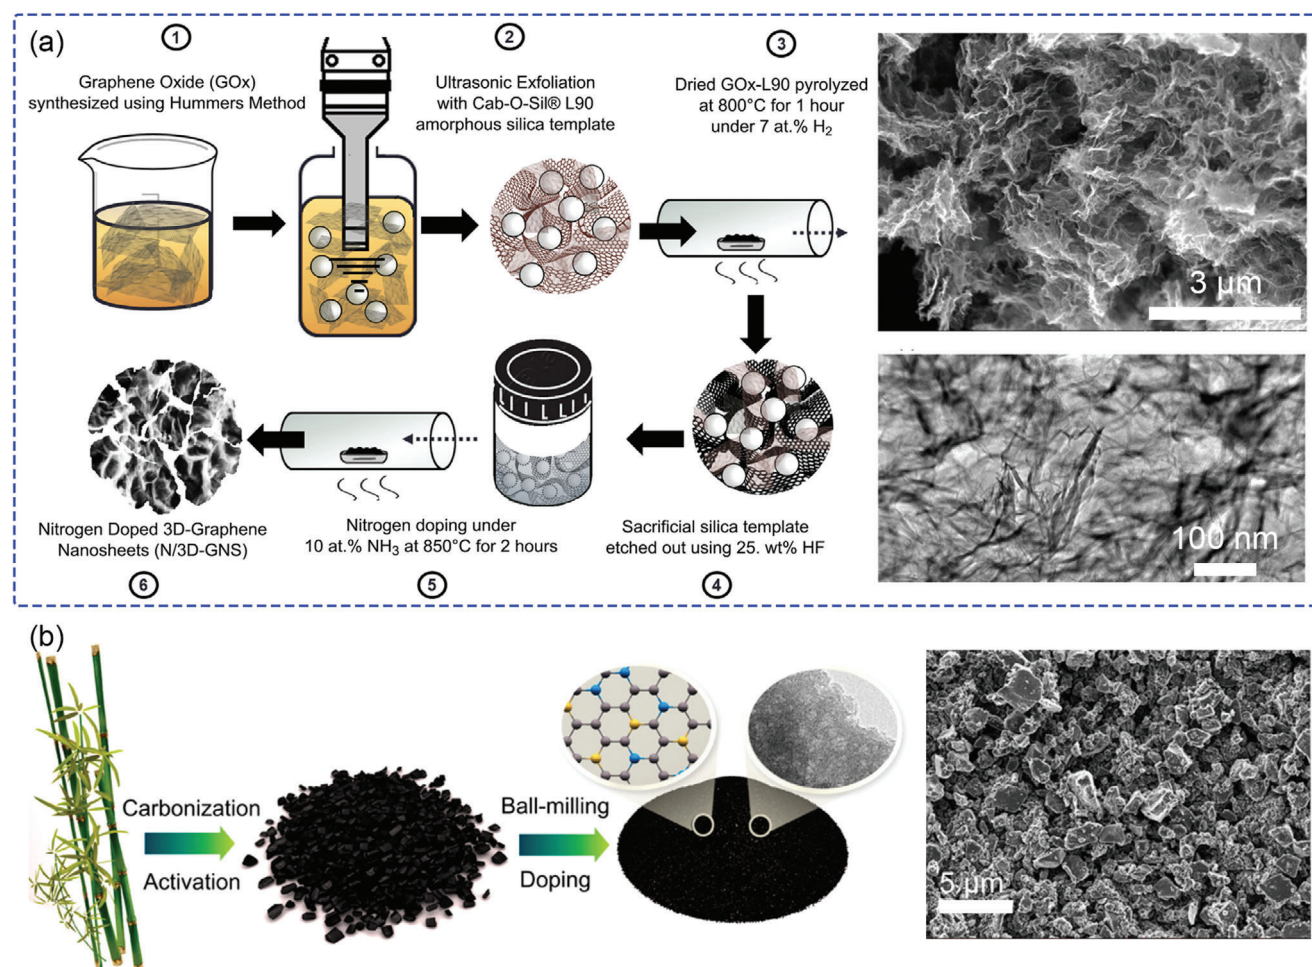 (a)
1
Graphene Oxide (GOx)
synthesized using Hummers Method
2
Ultrasonic Exfoliation
with Cab-O-Sil® L90
amorphous silica template
3
Dried GOx-L90 pyrolyzed
at 800°C for 1 hour
under 7 at.% H₂
3 μm
100 nm
Sacrificial silica template
etched out using 25. wt% HF
4
Nitrogen doping under
10 at.% NH₃ at 850°C for 2 hours
5
Nitrogen Doped 3D-Graphene
Nanosheets (N/3D-GNS)
6
(b)
Carbonization
Activation
Ball-milling
Doping
5 μm